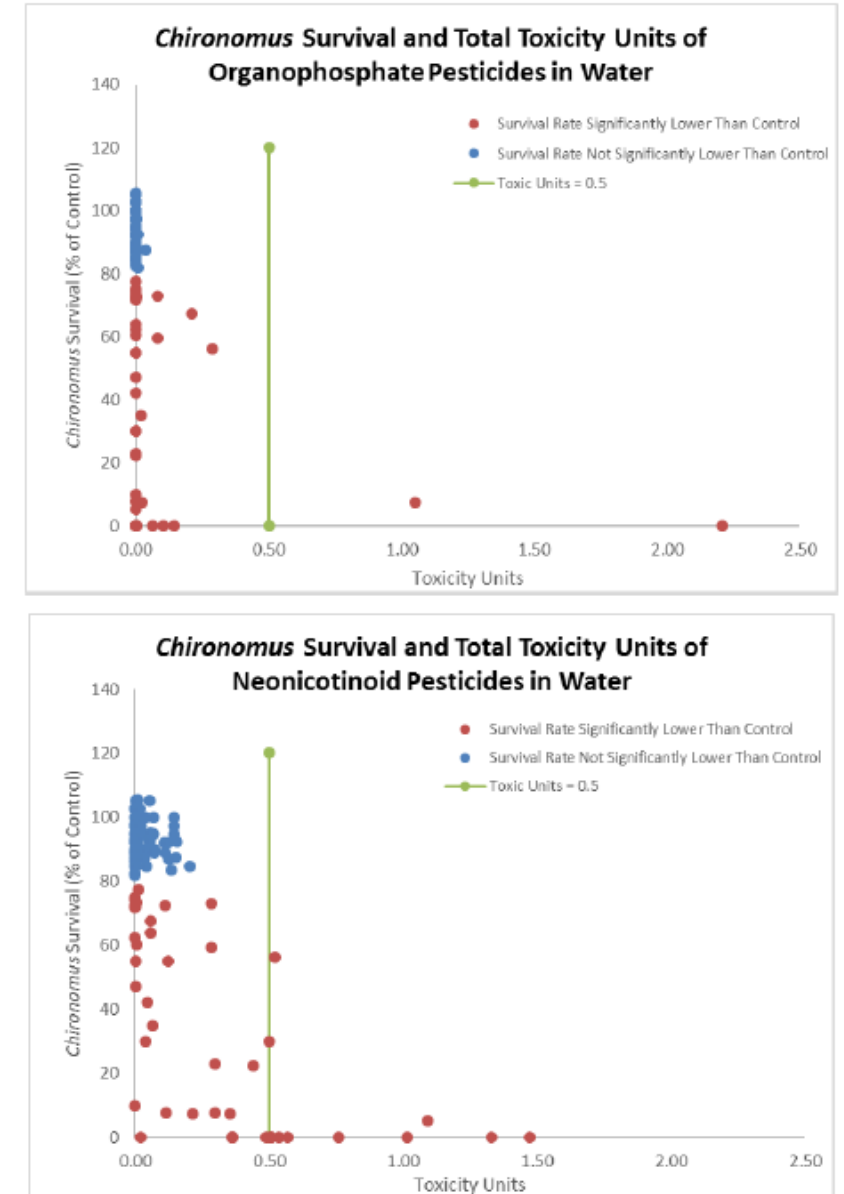 Chironomus Survival and Total Toxicity Units of
Organophosphate Pesticides in Water
140
120
100
80
60
40
20
0
Chironomus Survival (% of Control)
Survival Rate Significantly Lower Than Control
Survival Rate Not Significantly Lower Than Control
Toxic Units = 0.5
0.00 0.50 1.00 1.50 2.00 2.50
Toxicity Units
Chironomus Survival and Total Toxicity Units of
Neonicotinoid Pesticides in Water
140
120
100
80
60
40
20
0
Chironomus Survival (% of Control)
Survival Rate Significantly Lower Than Control
Survival Rate Not Significantly Lower Than Control
Toxic Units = 0.5
0.00 0.50 1.00 1.50 2.00 2.50
Toxicity Units